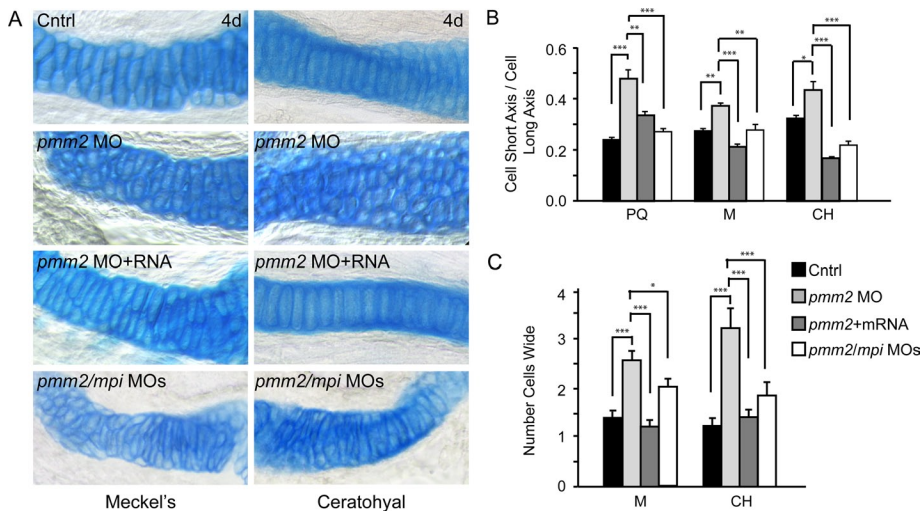 A
Cntrl 4d
4d
pmm2 MO
pmm2 MO
pmm2 MO+RNA
pmm2 MO+RNA
pmm2/mpi MOs
pmm2/mpi MOs
Meckel's
Ceratohyal
B
Cell Short Axis / Cell
Long Axis
0.6
0.4
0.2
0.0
***
**
***
**
***
**
***
***
*
PQ
M
CH
C
Number Cells Wide
4
3
2
1
0
*
***
***
***
***
***
M
CH
Cntrl
pmm2 MO
pmm2+mRNA
pmm2/mpi MOs